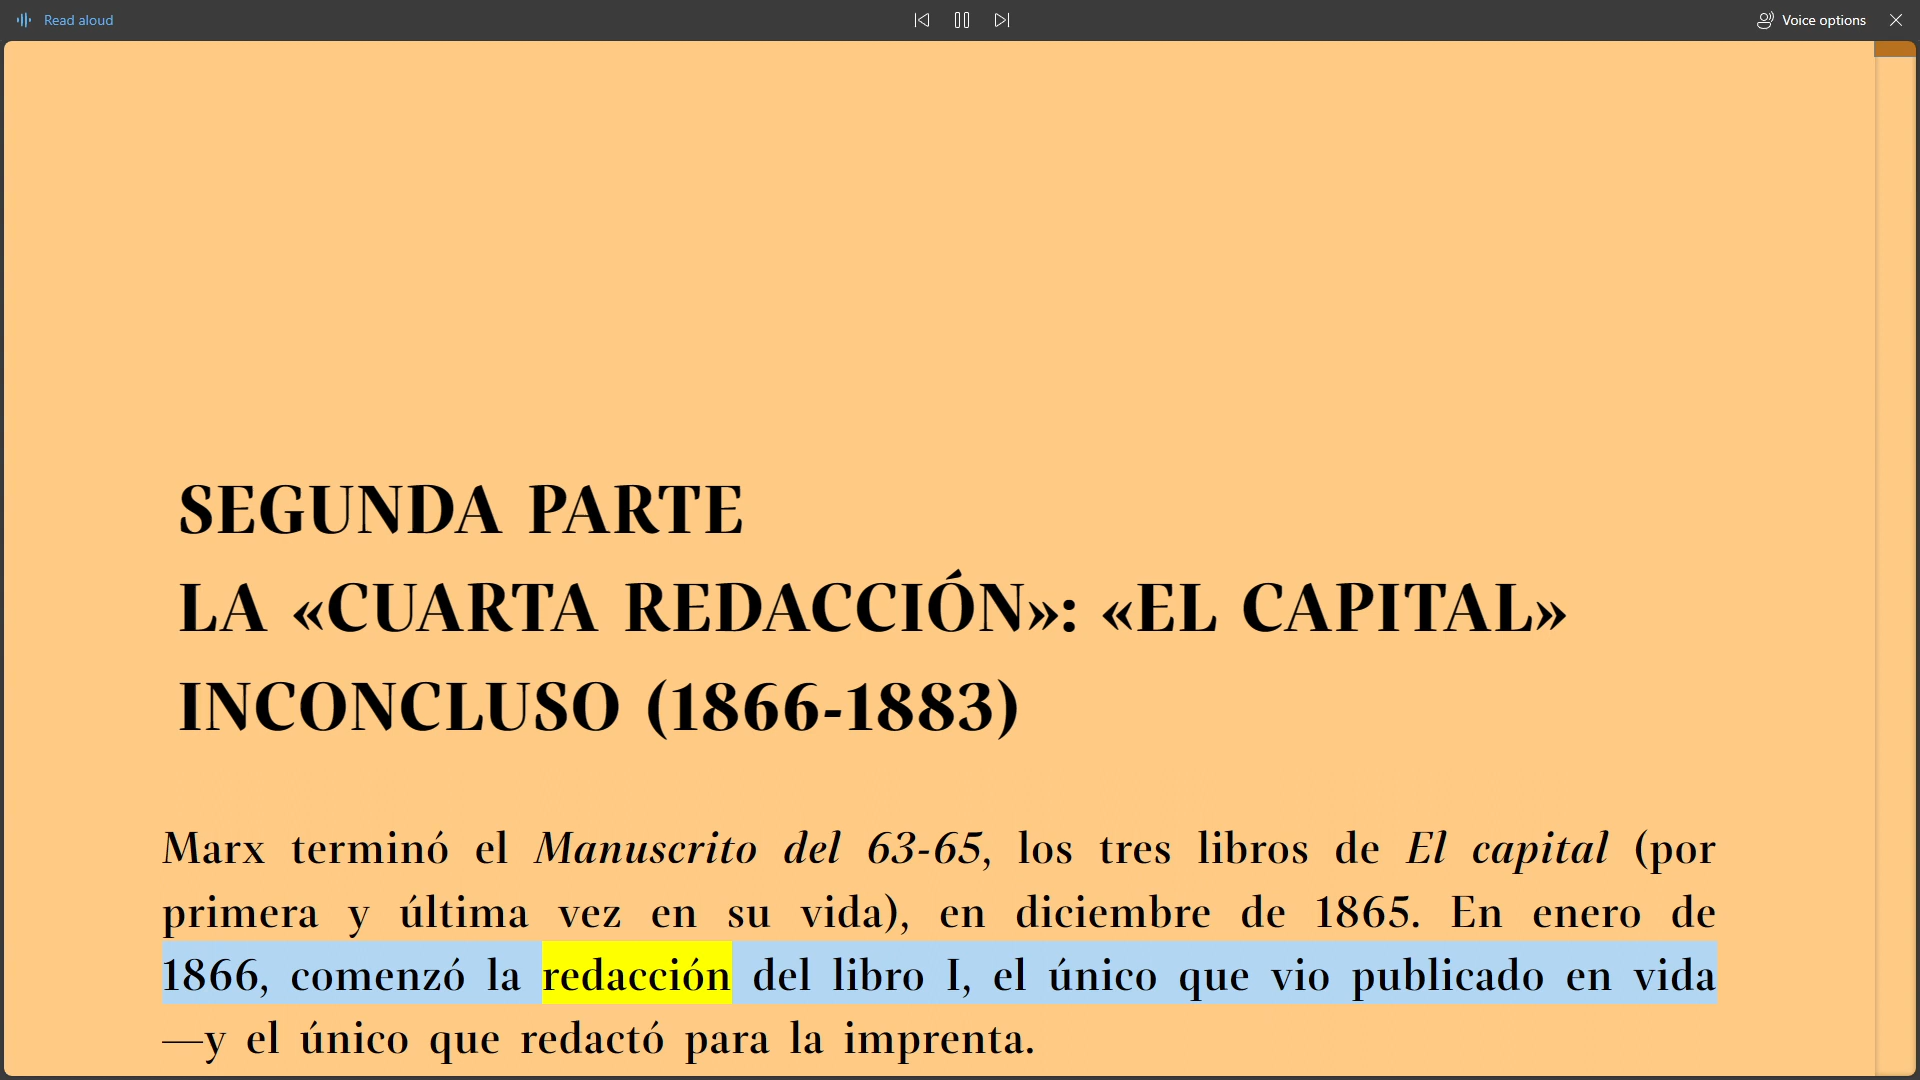 Read aloud
Voice options
SEGUNDA PARTE
LA «CUARTA REDACCIÓN»: «EL CAPITAL»
INCONCLUSO (1866-1883)
Marx terminó el Manuscrito del 63-65, los tres libros de El capital (por
primera y última vez en su vida), en diciembre de 1865. En enero de
1866, comenzó la redacción del libro I, el único que vio publicado en vida
—y el único que redactó para la imprenta.